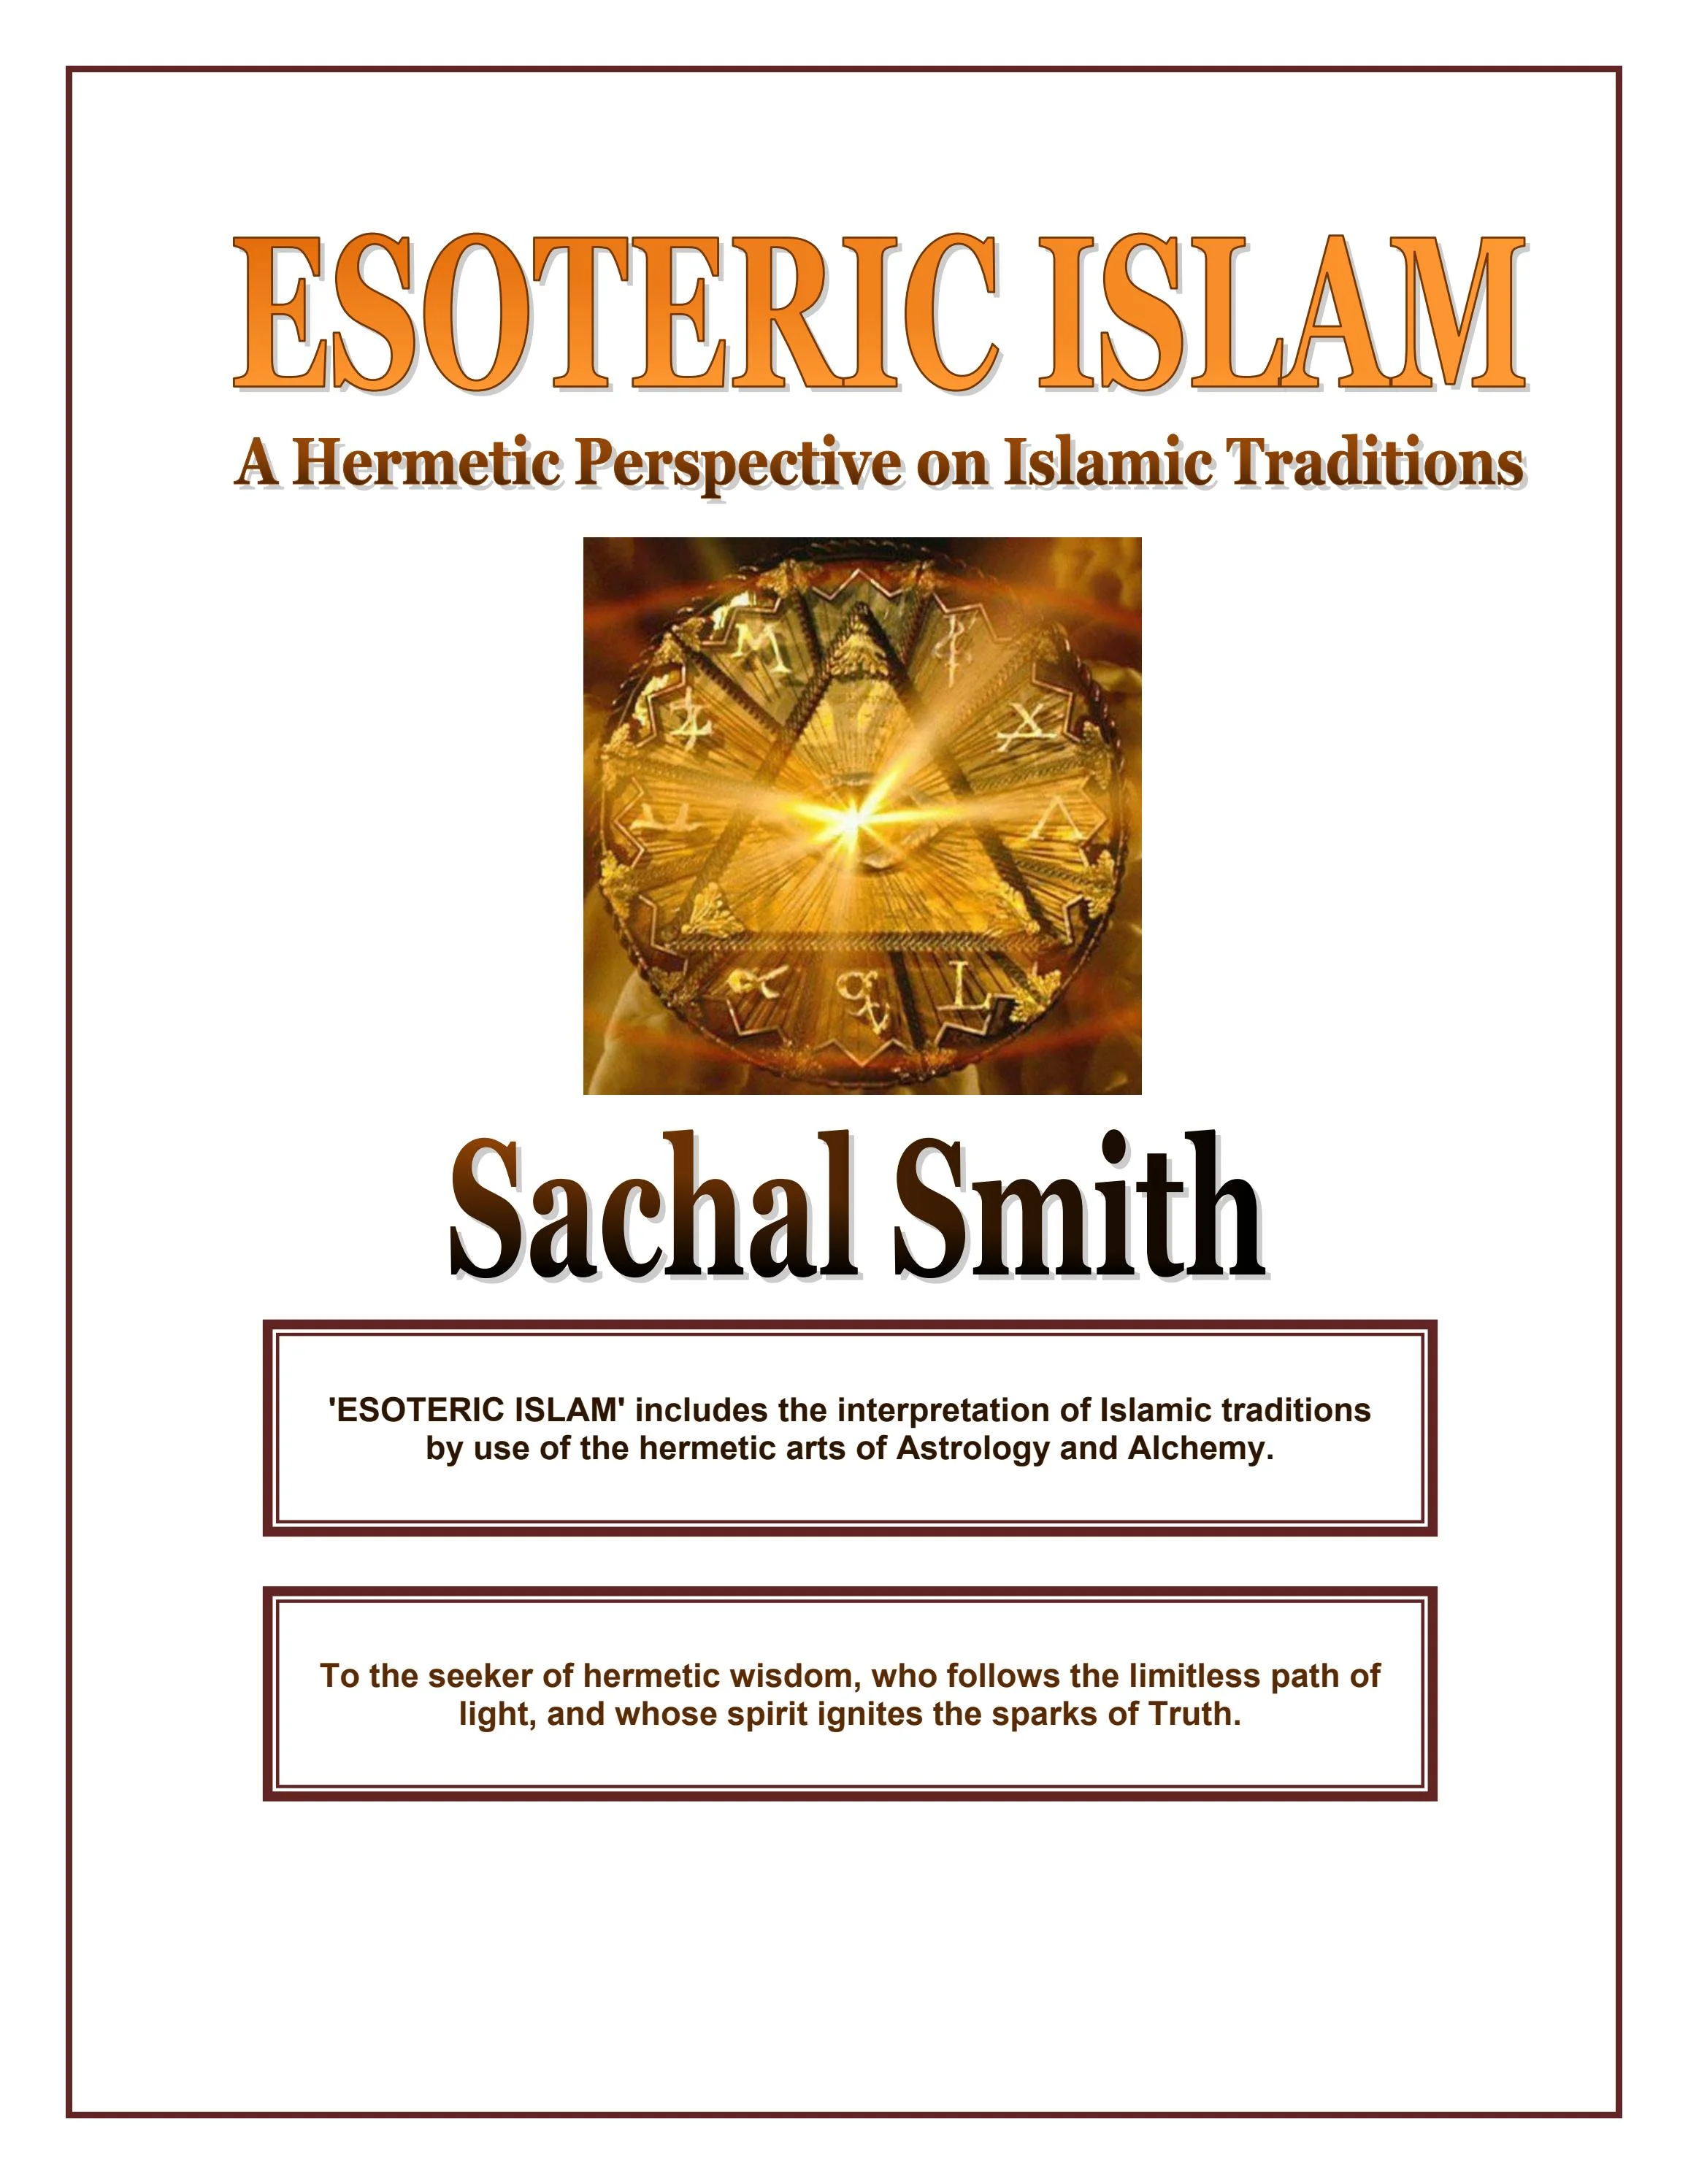 ESOTERIC ISLAM
A Hermetic Perspective on Islamic Traditions
Sachal Smith
'ESOTERIC ISLAM' includes the interpretation of Islamic traditions
by use of the hermetic arts of Astrology and Alchemy.
To the seeker of hermetic wisdom, who follows the limitless path of
light, and whose spirit ignites the sparks of Truth.